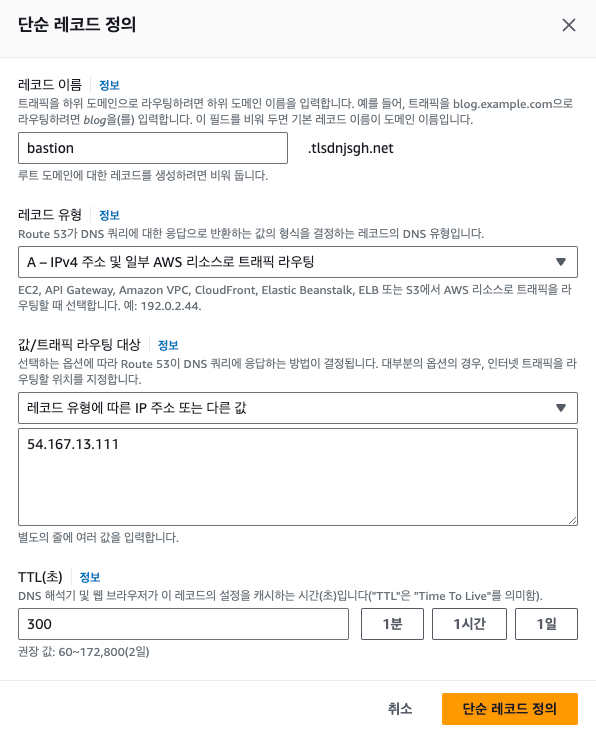 단순 레코드 정의
레코드 이름 정보
트래픽을 하위 도메인으로 라우팅하려면 하위 도메인 이름을 입력합니다. 예를 들어, 트래픽을 blog.example.com으로
라우팅하려면 blog을(를) 입력합니다. 이 필드를 비워 두면 기본 레코드 이름이 도메인 이름입니다.
bastion .tlsdnjsgh.net
루트 도메인에 대한 레코드를 생성하려면 비워 둡니다.
레코드 유형 정보
Route 53가 DNS 쿼리에 대한 응답으로 반환하는 값의 형식을 결정하는 레코드의 DNS 유형입니다.
A – IPv4 주소 및 일부 AWS 리소스로 트래픽 라우팅
EC2, API Gateway, Amazon VPC, CloudFront, Elastic Beanstalk, ELB 또는 S3에서 AWS 리소스로 트래픽을 라
우팅할 때 선택합니다. 예: 192.0.2.44.
값/트래픽 라우팅 대상 정보
선택하는 옵션에 따라 Route 53이 DNS 쿼리에 응답하는 방법이 결정됩니다. 대부분의 옵션의 경우, 인터넷 트래픽을 라
우팅할 위치를 지정합니다.
레코드 유형에 따른 IP 주소 또는 다른 값
54.167.13.111
별도의 줄에 여러 값을 입력합니다.
TTL(초) 정보
DNS 해석기 및 웹 브라우저가 이 레코드의 설정을 캐시하는 시간(초)입니다("TTL"은 "Time To Live"를 의미함).
300 1분 1시간 1일
권장 값: 60~172,800(2일)
취소 단순 레코드 정의